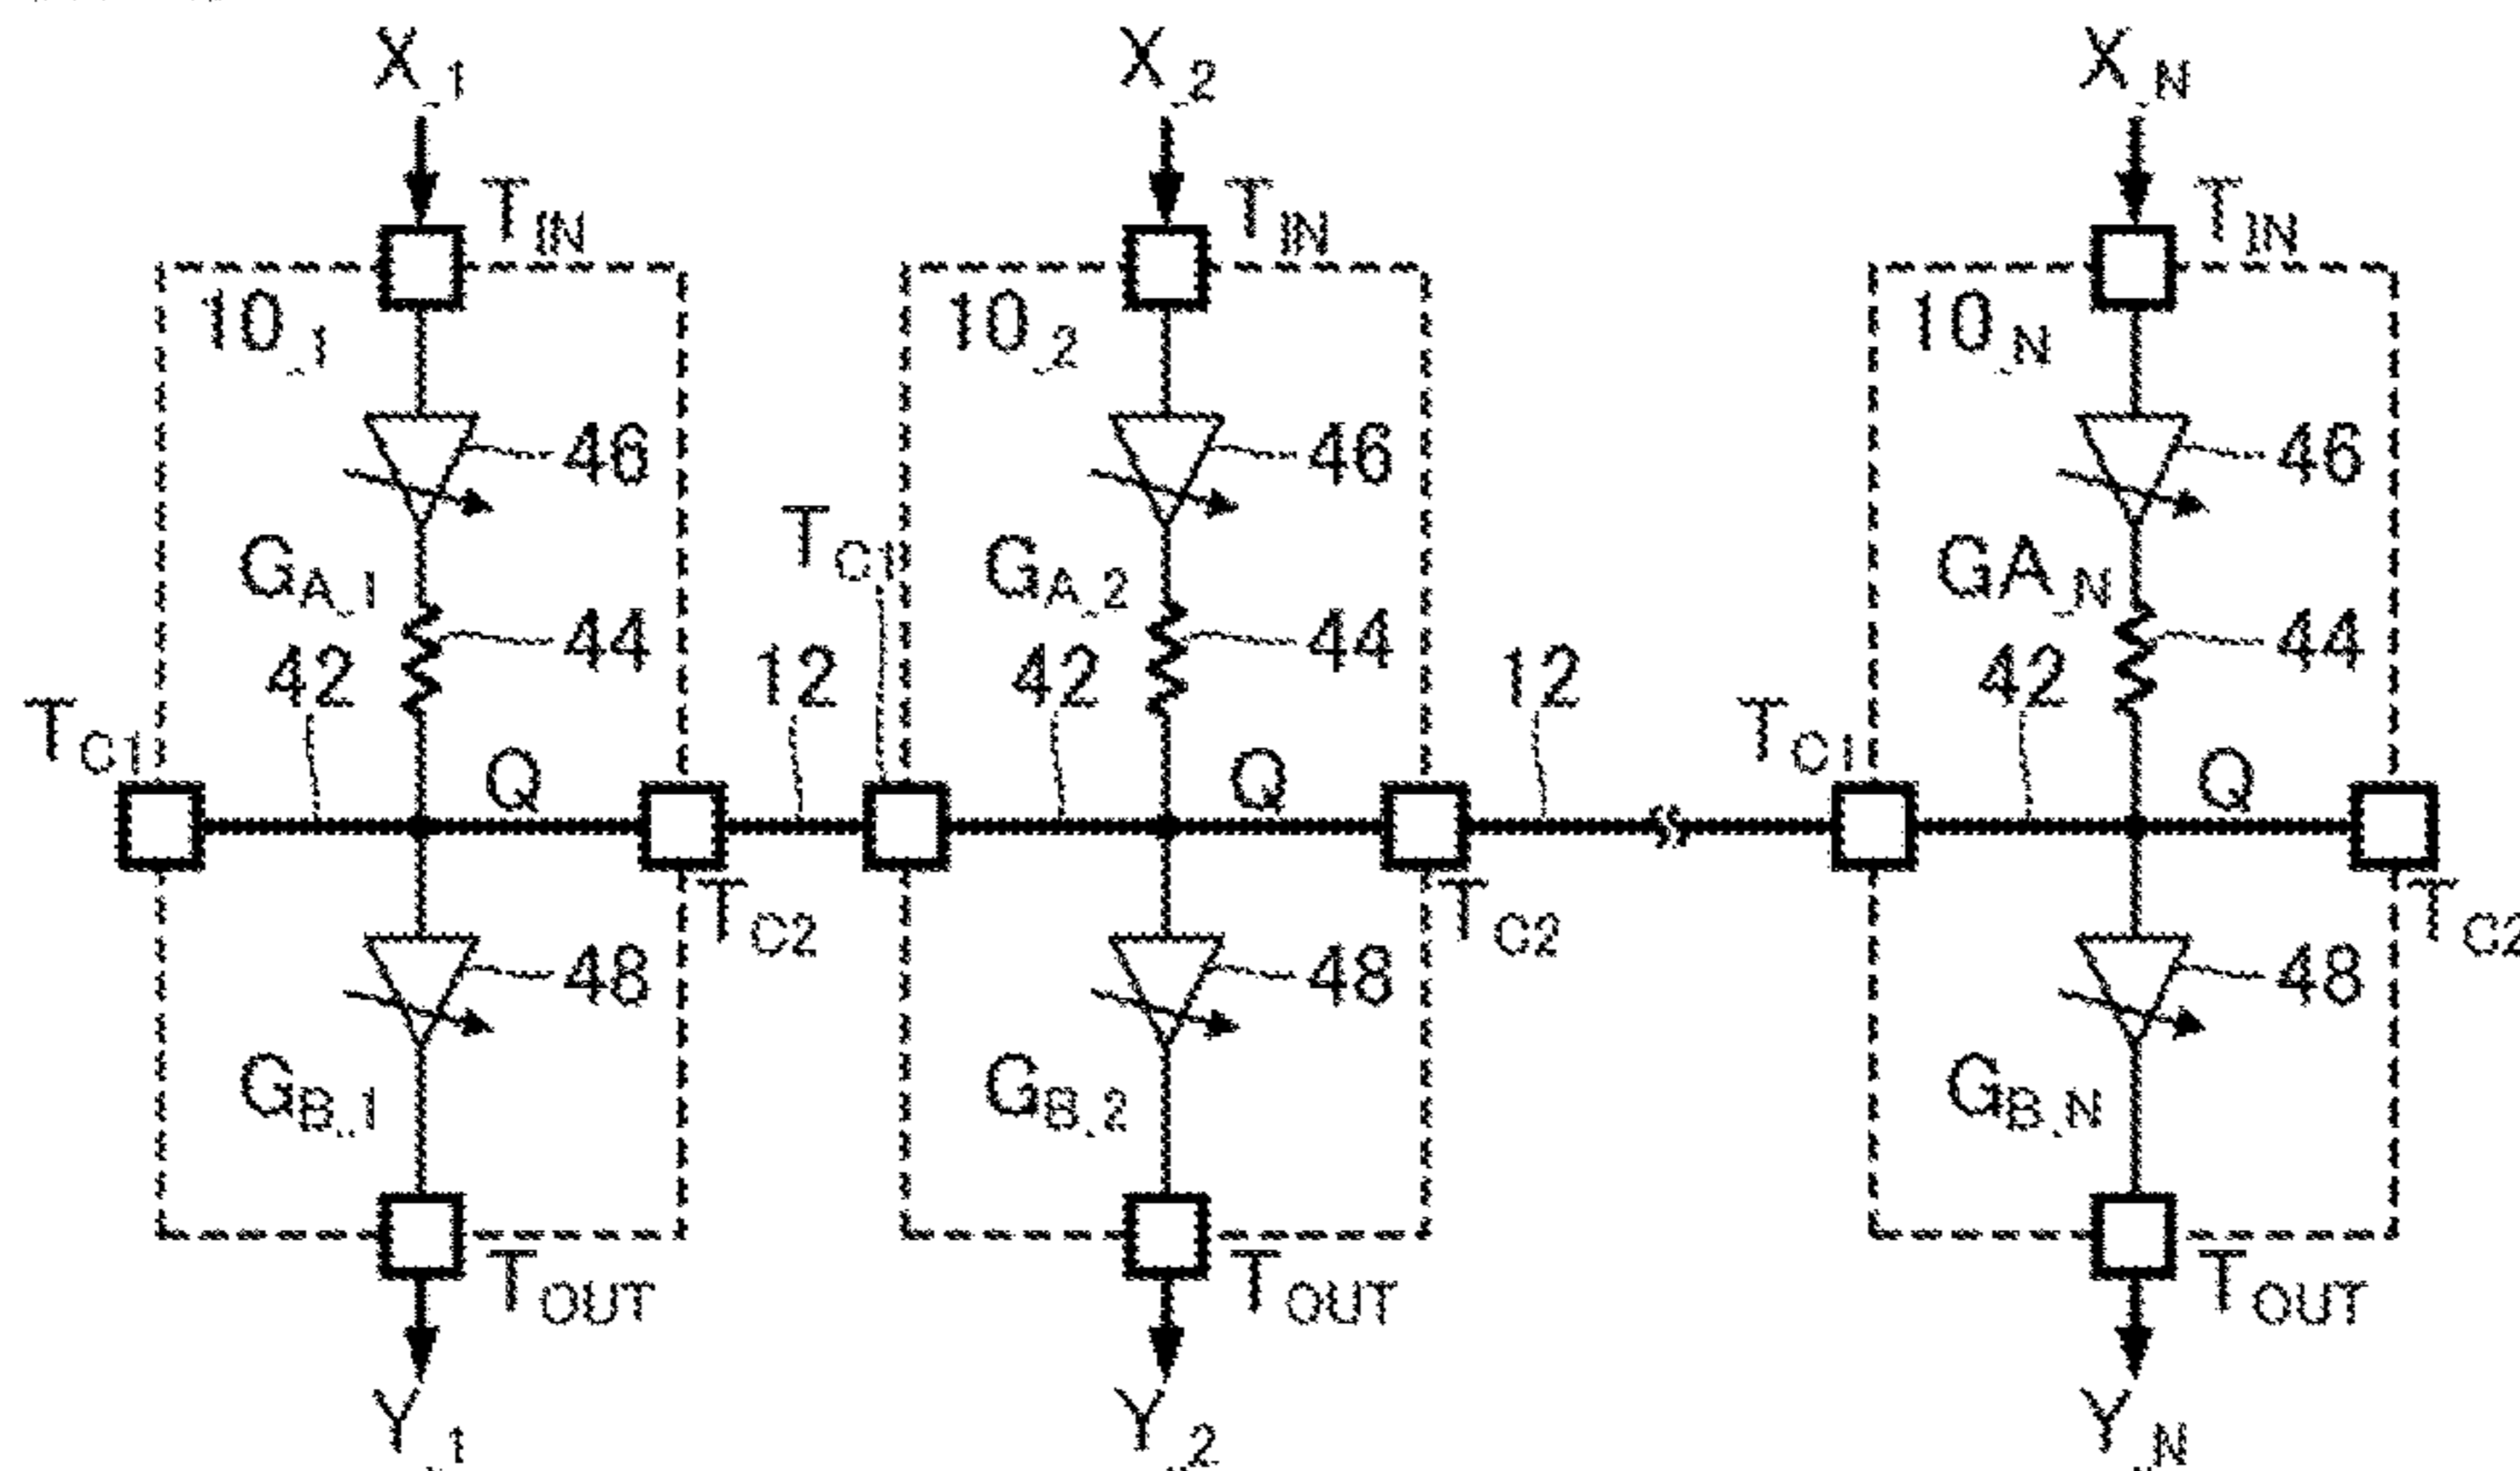 X_1 X_2 X_N
T_IN T_IN T_IN
10_1 10_2 10_N
46 46 46
G_A_1 T_C1 G_A_2 GA_N
44 44 44
42 12 42 12 42
T_C1 Q Q T_C1 Q
T_C2 T_C2 T_C2
48 48 48
G_B_1 G_B_2 G_B_N
T_OUT T_OUT T_OUT
Y_1 Y_2 Y_N